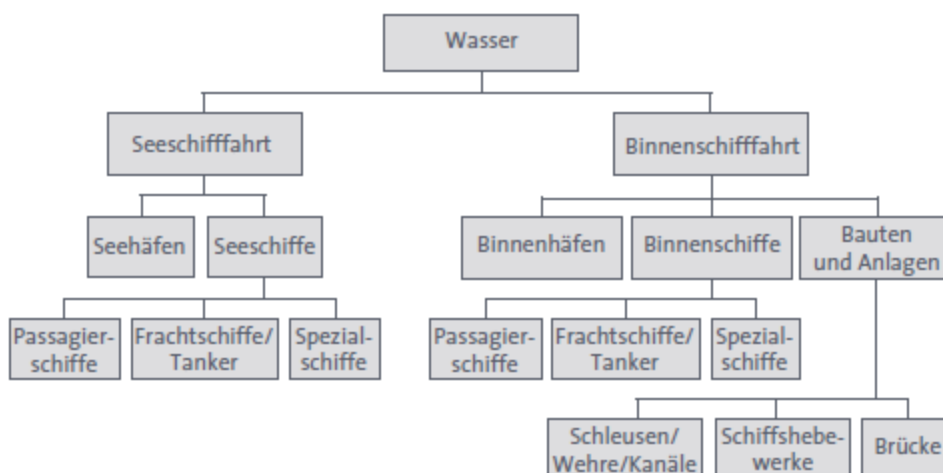 Wasser
Seeschifffahrt
Binnenschifffahrt
Seehäfen
Seeschiffe
Binnenhäfen
Binnenschiffe
Bauten
und Anlagen
Passagier-
schiffe
Frachtschiffe/
Tanker
Spezial-
schiffe
Passagier-
schiffe
Frachtschiffe/
Tanker
Spezial-
schiffe
Schleusen/
Wehre/Kanäle
Schiffshebe-
werke
Brücke